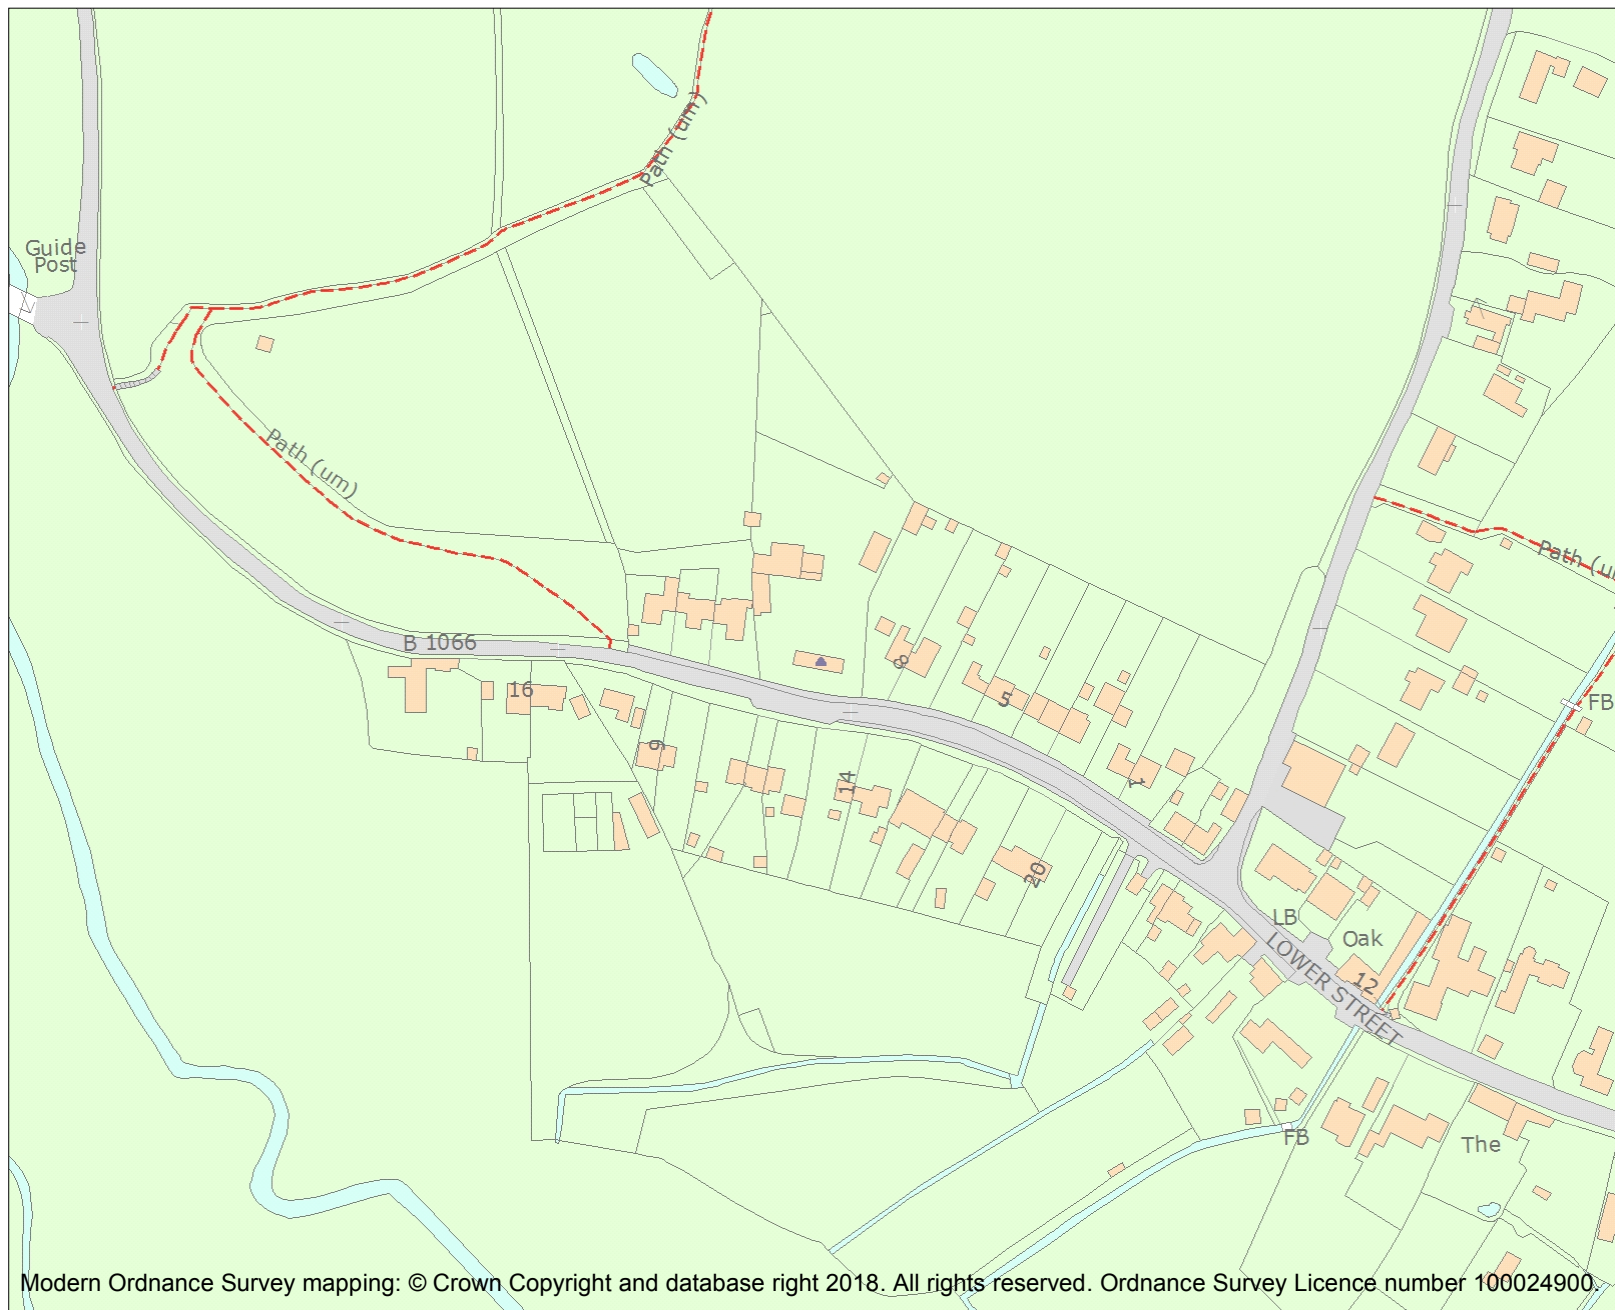 Path (um)
Guide
Post
Path (um)
Path (u
B 1066
8
16
5
FB
9
14
1
20
LB
Oak
LOWER STREET
12
FB
The
Modern Ordnance Survey mapping: © Crown Copyright and database right 2018. All rights reserved. Ordnance Survey Licence number 100024900.